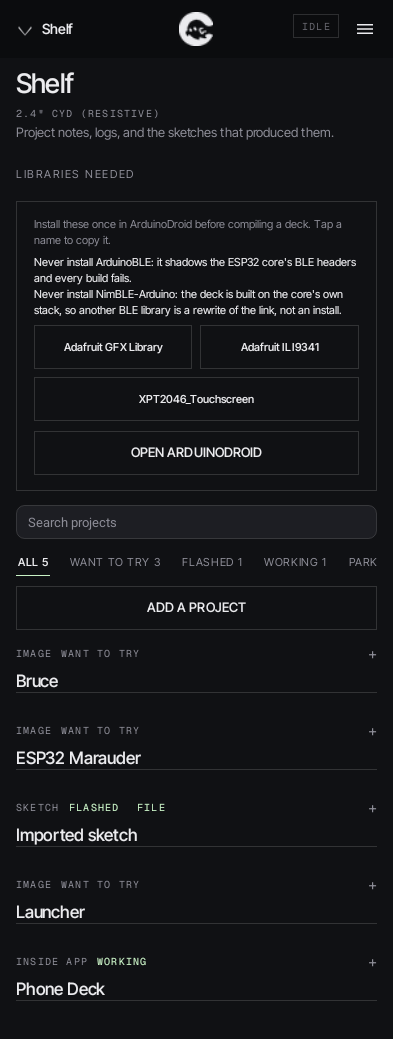 Shelf
IDLE
Shelf
2.4" CYD (RESISTIVE)
Project notes, logs, and the sketches that produced them.
LIBRARIES NEEDED
Install these once in ArduinoDroid before compiling a deck. Tap a
name to copy it.
Never install ArduinoBLE: it shadows the ESP32 core's BLE headers
and every build fails.
Never install NimBLE-Arduino: the deck is built on the core's own
stack, so another BLE library is a rewrite of the link, not an install.
Adafruit GFX Library
Adafruit ILI9341
XPT2046_Touchscreen
OPEN ARDUINODROID
Search projects
ALL 5 WANT TO TRY 3 FLASHED 1 WORKING 1 PARK
ADD A PROJECT
IMAGE WANT TO TRY +
Bruce
IMAGE WANT TO TRY +
ESP32 Marauder
SKETCH FLASHED FILE +
Imported sketch
IMAGE WANT TO TRY +
Launcher
INSIDE APP WORKING +
Phone Deck